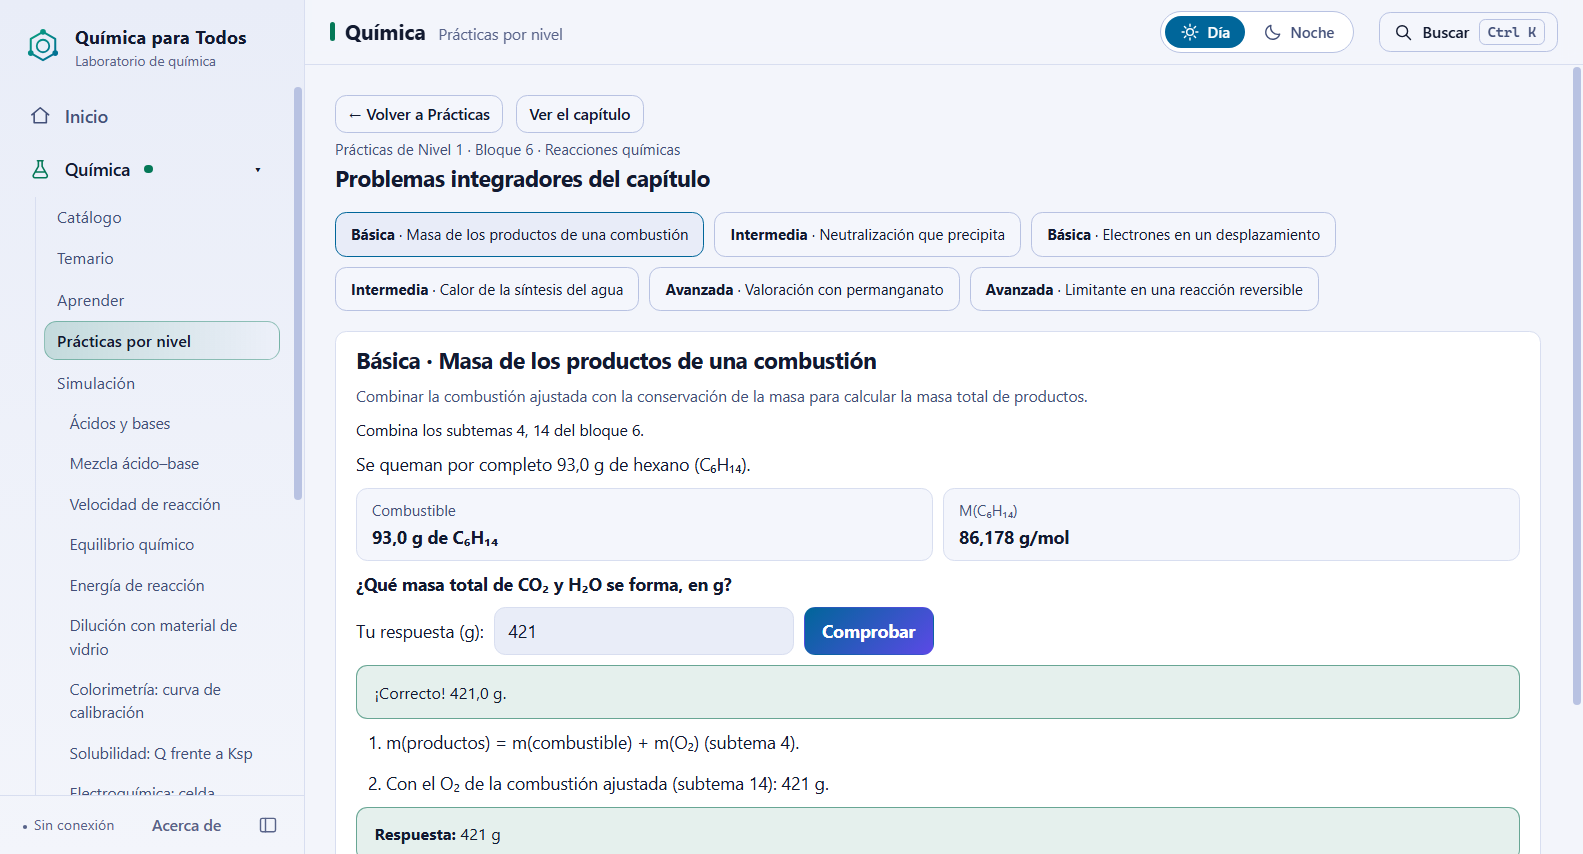 Química para Todos
Laboratorio de química
Inicio
Química
Catálogo
Temario
Aprender
Prácticas por nivel
Simulación
Ácidos y bases
Mezcla ácido–base
Velocidad de reacción
Equilibrio químico
Energía de reacción
Dilución con material de
vidrio
Colorimetría: curva de
calibración
Solubilidad: Q frente a Ksp
Electroquímica: celda
• Sin conexión
Acerca de
Química Prácticas por nivel
Día
Noche
Buscar Ctrl K
← Volver a Prácticas
Ver el capítulo
Prácticas de Nivel 1 · Bloque 6 · Reacciones químicas
Problemas integradores del capítulo
Básica · Masa de los productos de una combustión
Intermedia · Neutralización que precipita
Básica · Electrones en un desplazamiento
Intermedia · Calor de la síntesis del agua
Avanzada · Valoración con permanganato
Avanzada · Limitante en una reacción reversible
Básica · Masa de los productos de una combustión
Combinar la combustión ajustada con la conservación de la masa para calcular la masa total de productos.
Combina los subtemas 4, 14 del bloque 6.
Se queman por completo 93,0 g de hexano (C₆H₁₄).
Combustible
93,0 g de C₆H₁₄
M(C₆H₁₄)
86,178 g/mol
¿Qué masa total de CO₂ y H₂O se forma, en g?
Tu respuesta (g): 421 Comprobar
¡Correcto! 421,0 g.
1. m(productos) = m(combustible) + m(O₂) (subtema 4).
2. Con el O₂ de la combustión ajustada (subtema 14): 421 g.
Respuesta: 421 g